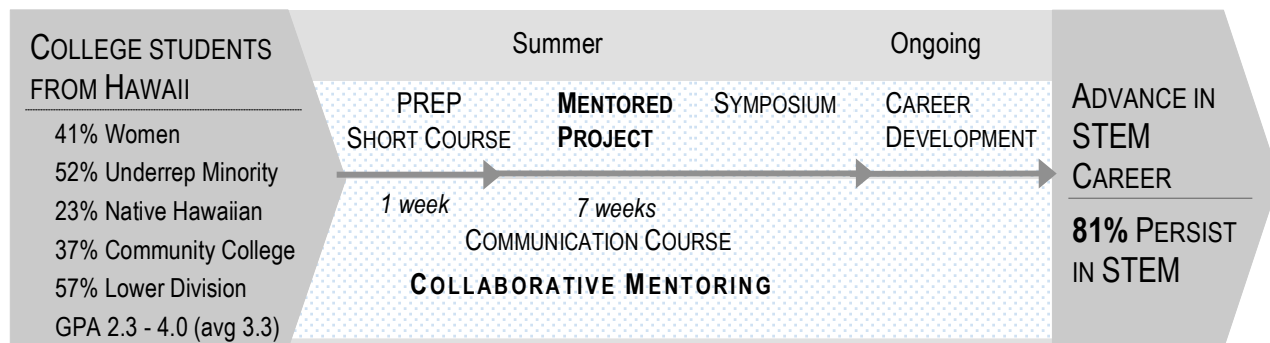 COLLEGE STUDENTS
FROM HAWAII
41% Women
52% Underrep Minority
23% Native Hawaiian
37% Community College
57% Lower Division
GPA 2.3 - 4.0 (avg 3.3)
Summer
Ongoing
PREP
SHORT COURSE
MENTORED
PROJECT
SYMPOSIUM
CAREER
DEVELOPMENT
1 week
7 weeks
COMMUNICATION COURSE
COLLABORATIVE MENTORING
ADVANCE IN
STEM
CAREER
81% PERSIST
IN STEM